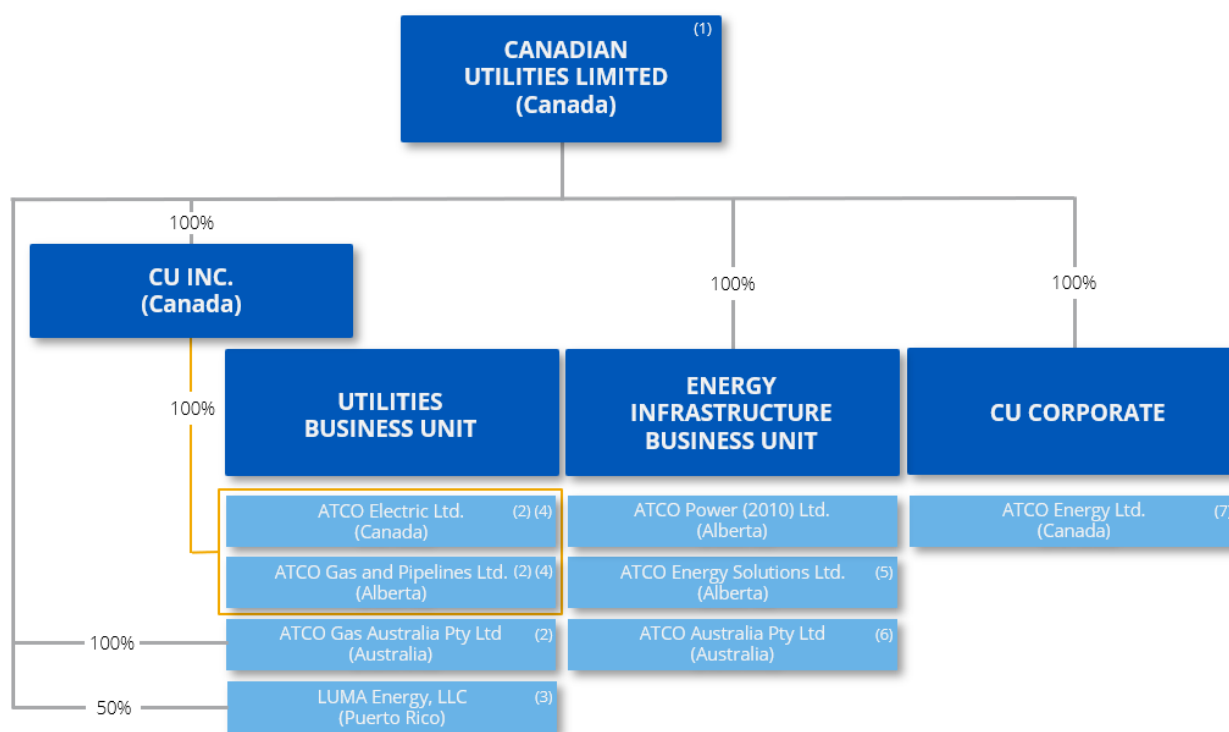 (1)
CANADIAN
UTILITIES LIMITED
(Canada)
100%
CU INC.
(Canada)
100%
100%
100%
UTILITIES
BUSINESS UNIT
ENERGY
INFRASTRUCTURE
BUSINESS UNIT
CU CORPORATE
ATCO Electric Ltd. (2) (4)
(Canada)
ATCO Power (2010) Ltd.
(Alberta)
ATCO Energy Ltd. (7)
(Canada)
ATCO Gas and Pipelines Ltd. (2) (4)
(Alberta)
ATCO Energy Solutions Ltd. (5)
(Alberta)
100%
ATCO Gas Australia Pty Ltd (2)
(Australia)
ATCO Australia Pty Ltd (6)
(Australia)
50%
LUMA Energy, LLC (3)
(Puerto Rico)